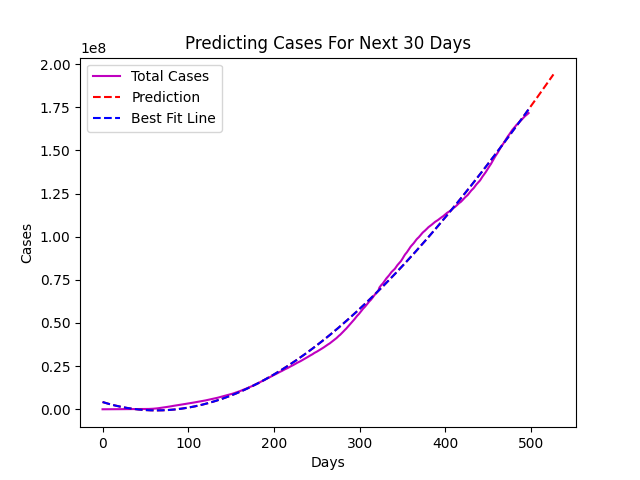 Predicting Cases For Next 30 Days
1e8
2.00
1.75
1.50
1.25
1.00
0.75
0.50
0.25
0.00
Cases
Total Cases
Prediction
Best Fit Line
0 100 200 300 400 500
Days